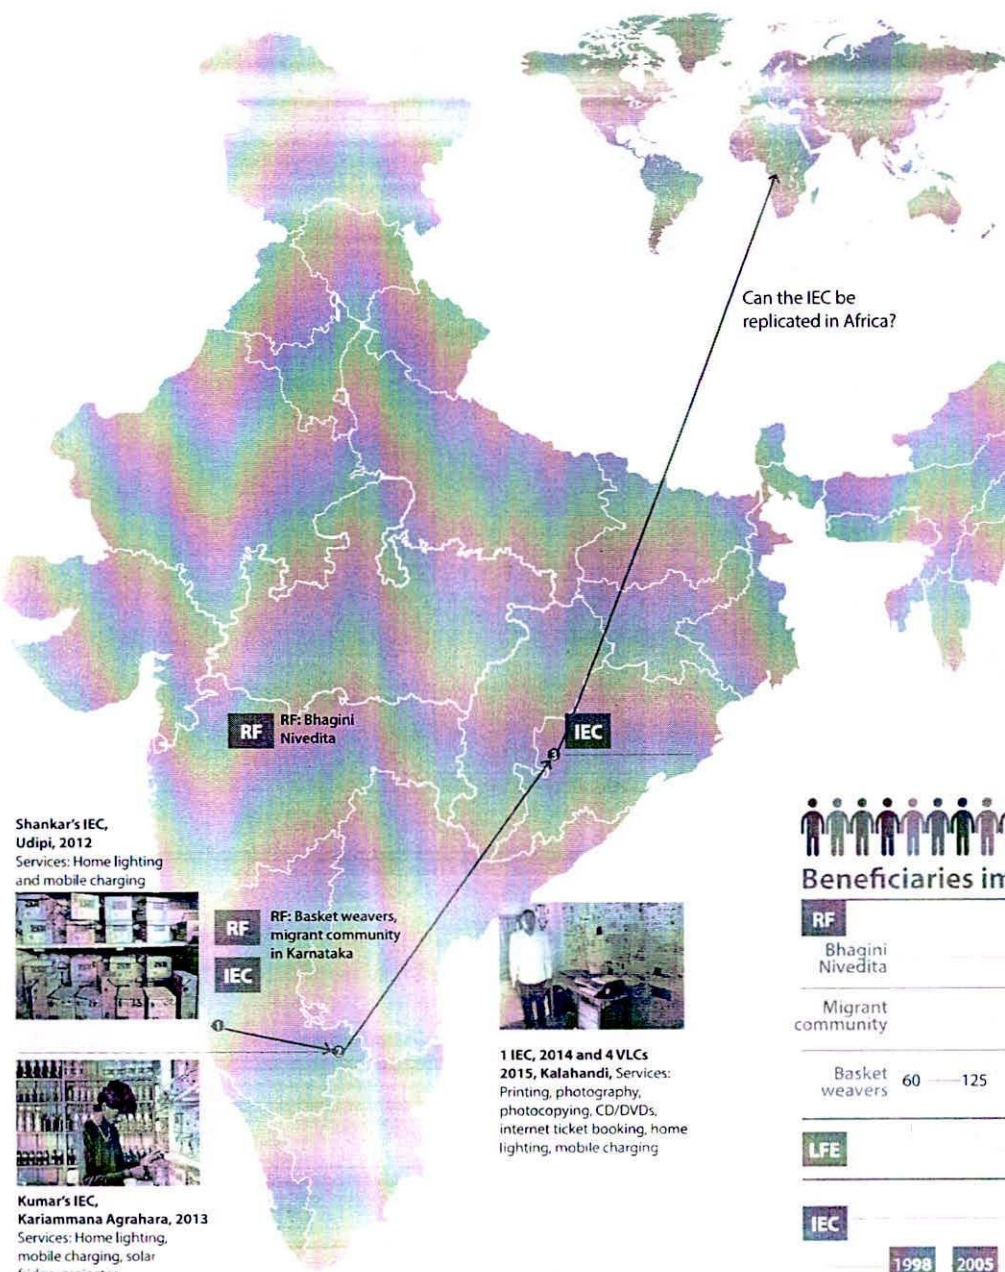 Can the IEC be
replicated in Africa?
RF
RF: Bhagini
Nivedita
IEC
3
Shankar's IEC,
Udipi, 2012
Services: Home lighting
and mobile charging
RF
RF: Basket weavers,
migrant community
in Karnataka
IEC
1
2
1 IEC, 2014 and 4 VLCs
2015, Kalahandi, Services:
Printing, photography,
photocopying, CD/DVDs,
internet ticket booking, home
lighting, mobile charging
Kumar's IEC,
Kariammana Agrahara, 2013
Services: Home lighting,
mobile charging, solar
Beneficiaries im
RF
Bhagini
Nivedita
Migrant
community
Basket
weavers
60 125
LFE
IEC
1998 2005